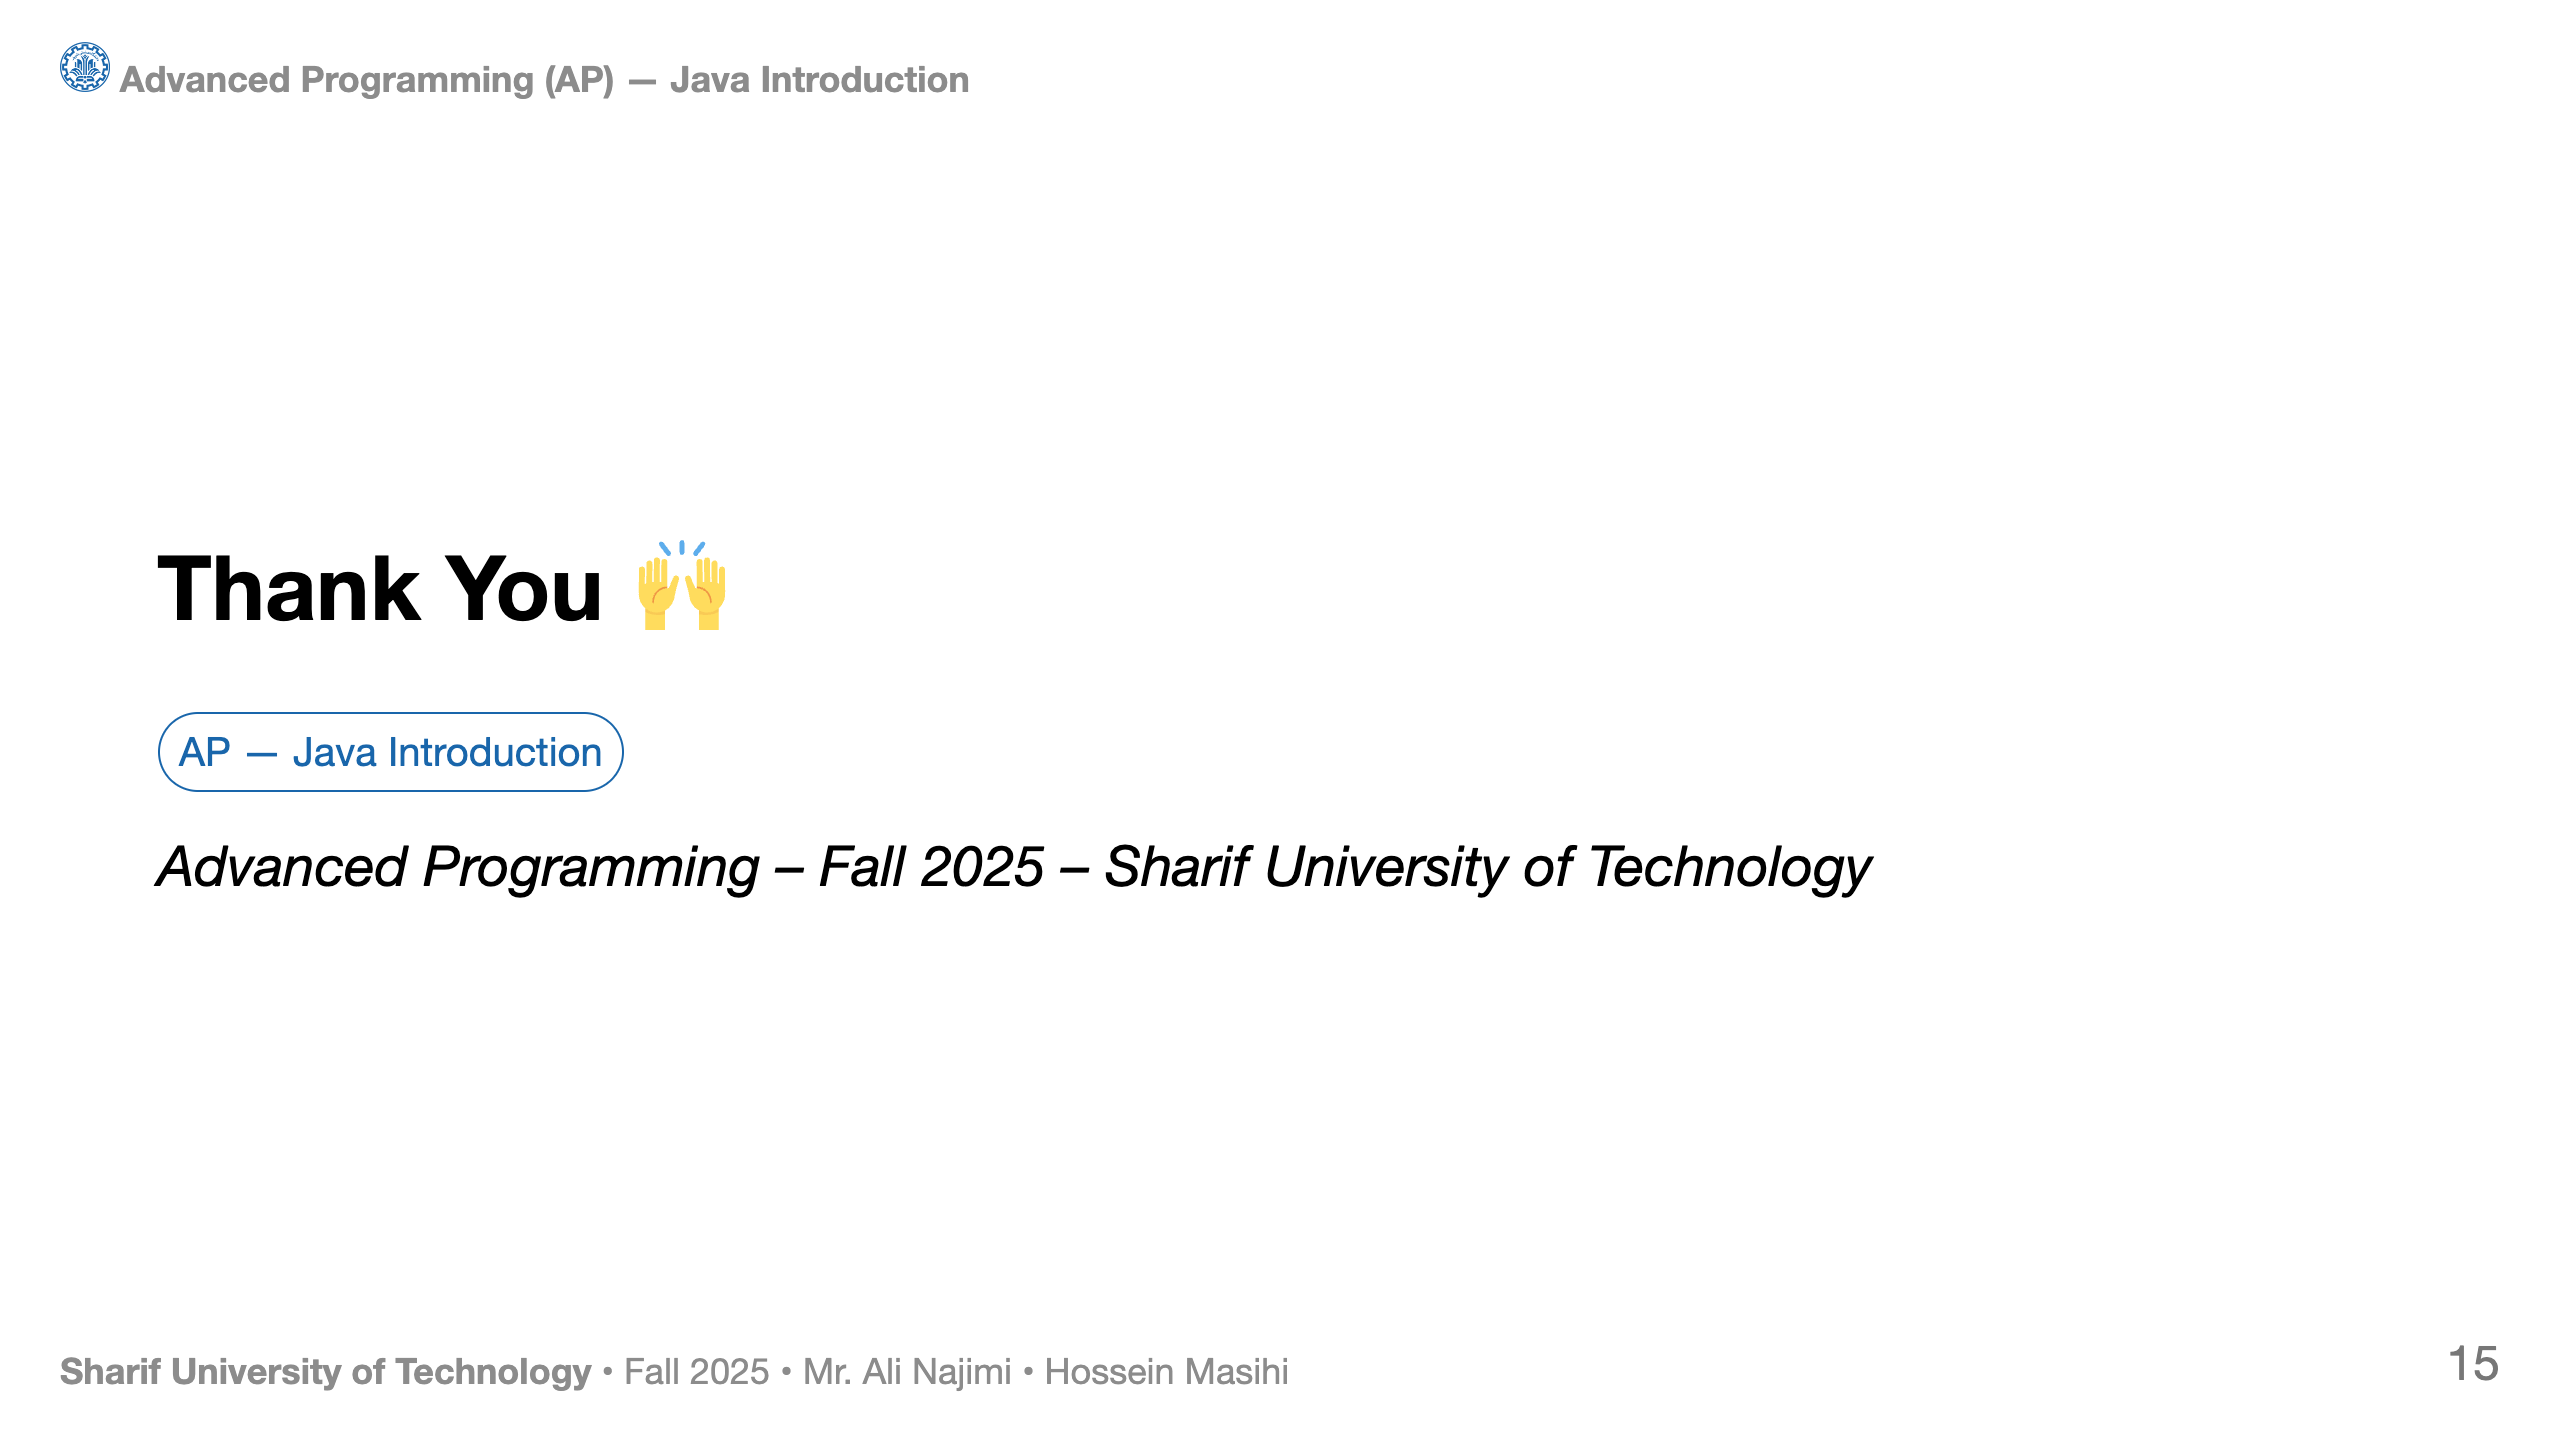 Advanced Programming (AP) — Java Introduction
Thank You 🙌
AP — Java Introduction
Advanced Programming – Fall 2025 – Sharif University of Technology
Sharif University of Technology • Fall 2025 • Mr. Ali Najimi • Hossein Masihi
15